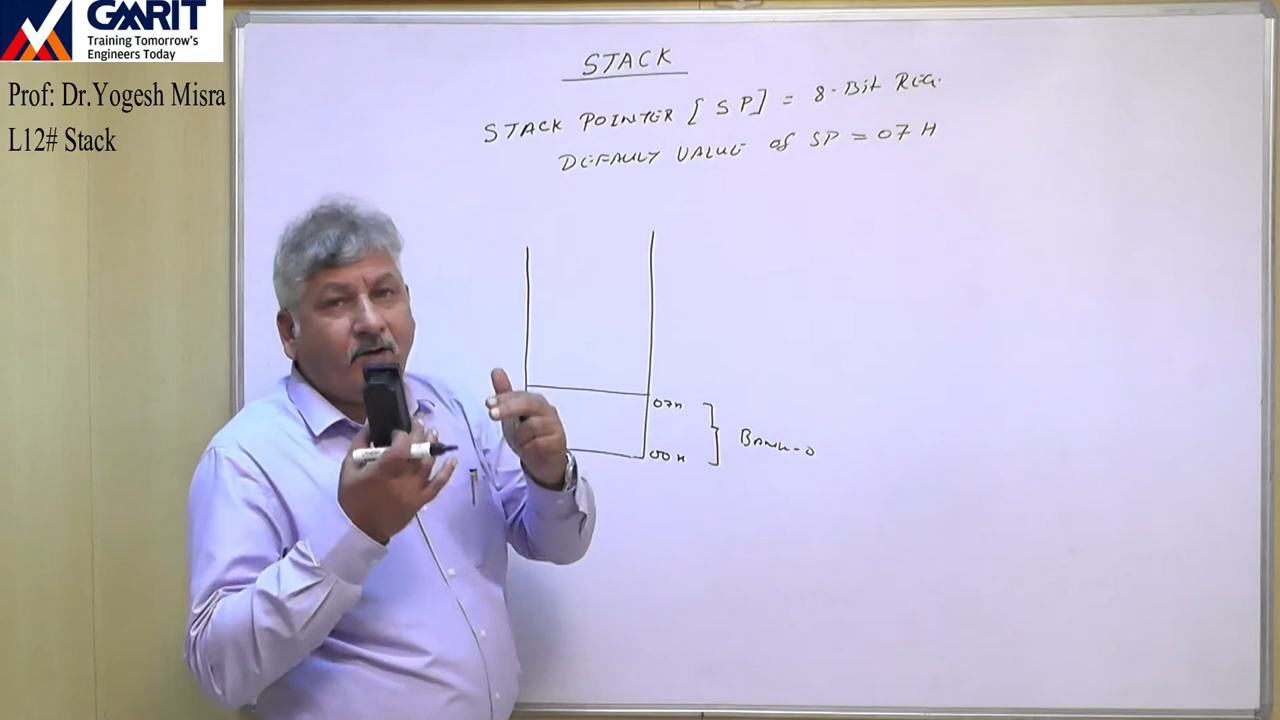 GMRIT
Training Tomorrow's
Engineers Today
Prof: Dr.Yogesh Misra
L12# Stack
STACK
STACK POINTER [SP] = 8-Bit REG.
DEFAULT VALUE of SP = 07 H
07H
00H
BANK-0